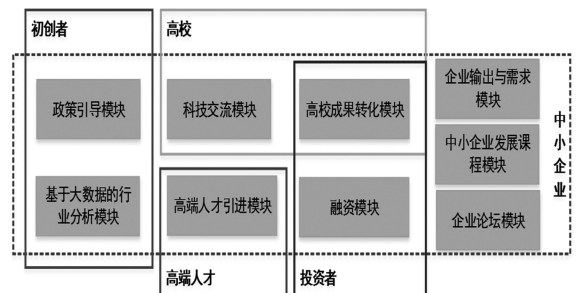 初创者
高校
政策引导模块
科技交流模块
高校成果转化模块
企业输出与需求
模块
中小企业发展课
程模块
中小企业
基于大数据的行
业分析模块
高端人才引进模块
融资模块
企业论坛模块
高端人才
投资者